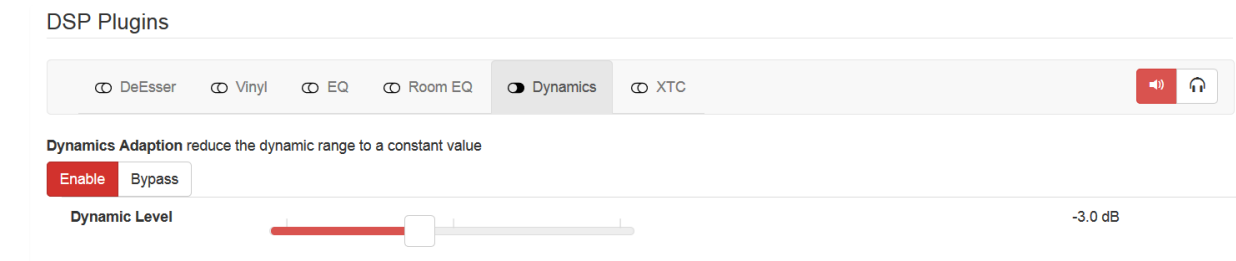 DSP Plugins
DeEsser Vinyl EQ Room EQ Dynamics XTC
Dynamics Adaption reduce the dynamic range to a constant value
Enable Bypass
Dynamic Level -3.0 dB